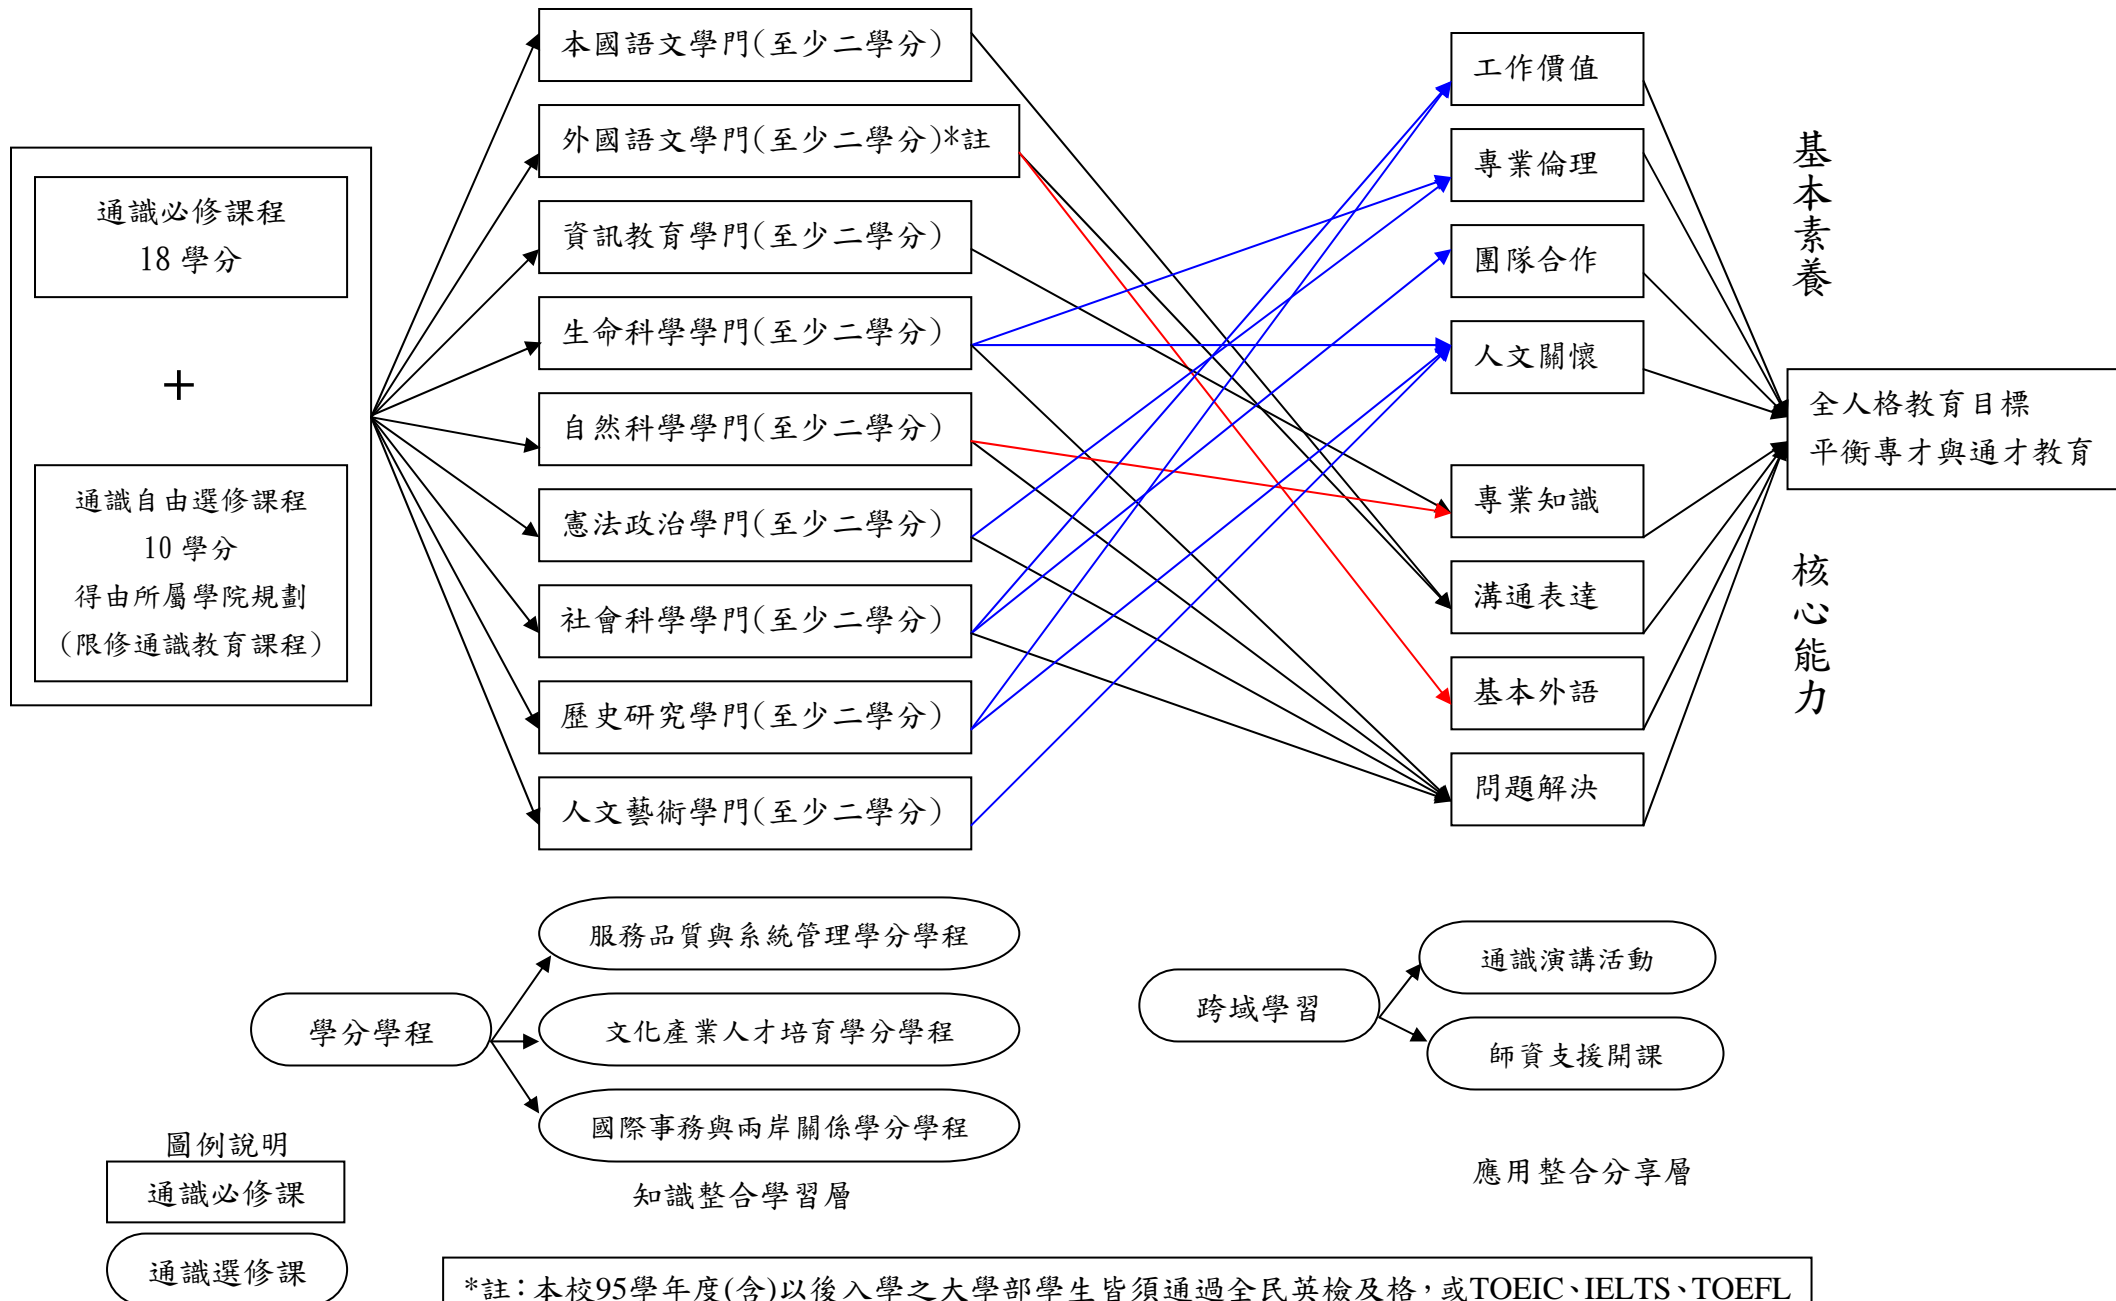 通識必修課程
18 學分
+
通識自由選修課程
10 學分
得由所屬學院規劃
(限修通識教育課程)
本國語文學門(至少二學分)
外國語文學門(至少二學分)*註
資訊教育學門(至少二學分)
生命科學學門(至少二學分)
自然科學學門(至少二學分)
憲法政治學門(至少二學分)
社會科學學門(至少二學分)
歷史研究學門(至少二學分)
人文藝術學門(至少二學分)
工作價值
專業倫理
團隊合作
人文關懷
專業知識
溝通表達
基本外語
問題解決
基本素養
核心能力
全人格教育目標
平衡專才與通才教育
學分學程
服務品質與系統管理學分學程
文化產業人才培育學分學程
國際事務與兩岸關係學分學程
知識整合學習層
跨域學習
通識演講活動
師資支援開課
應用整合分享層
圖例說明
通識必修課
通識選修課
*註：本校95學年度(含)以後入學之大學部學生皆須通過全民英檢及格，或TOEIC、IELTS、TOEFL